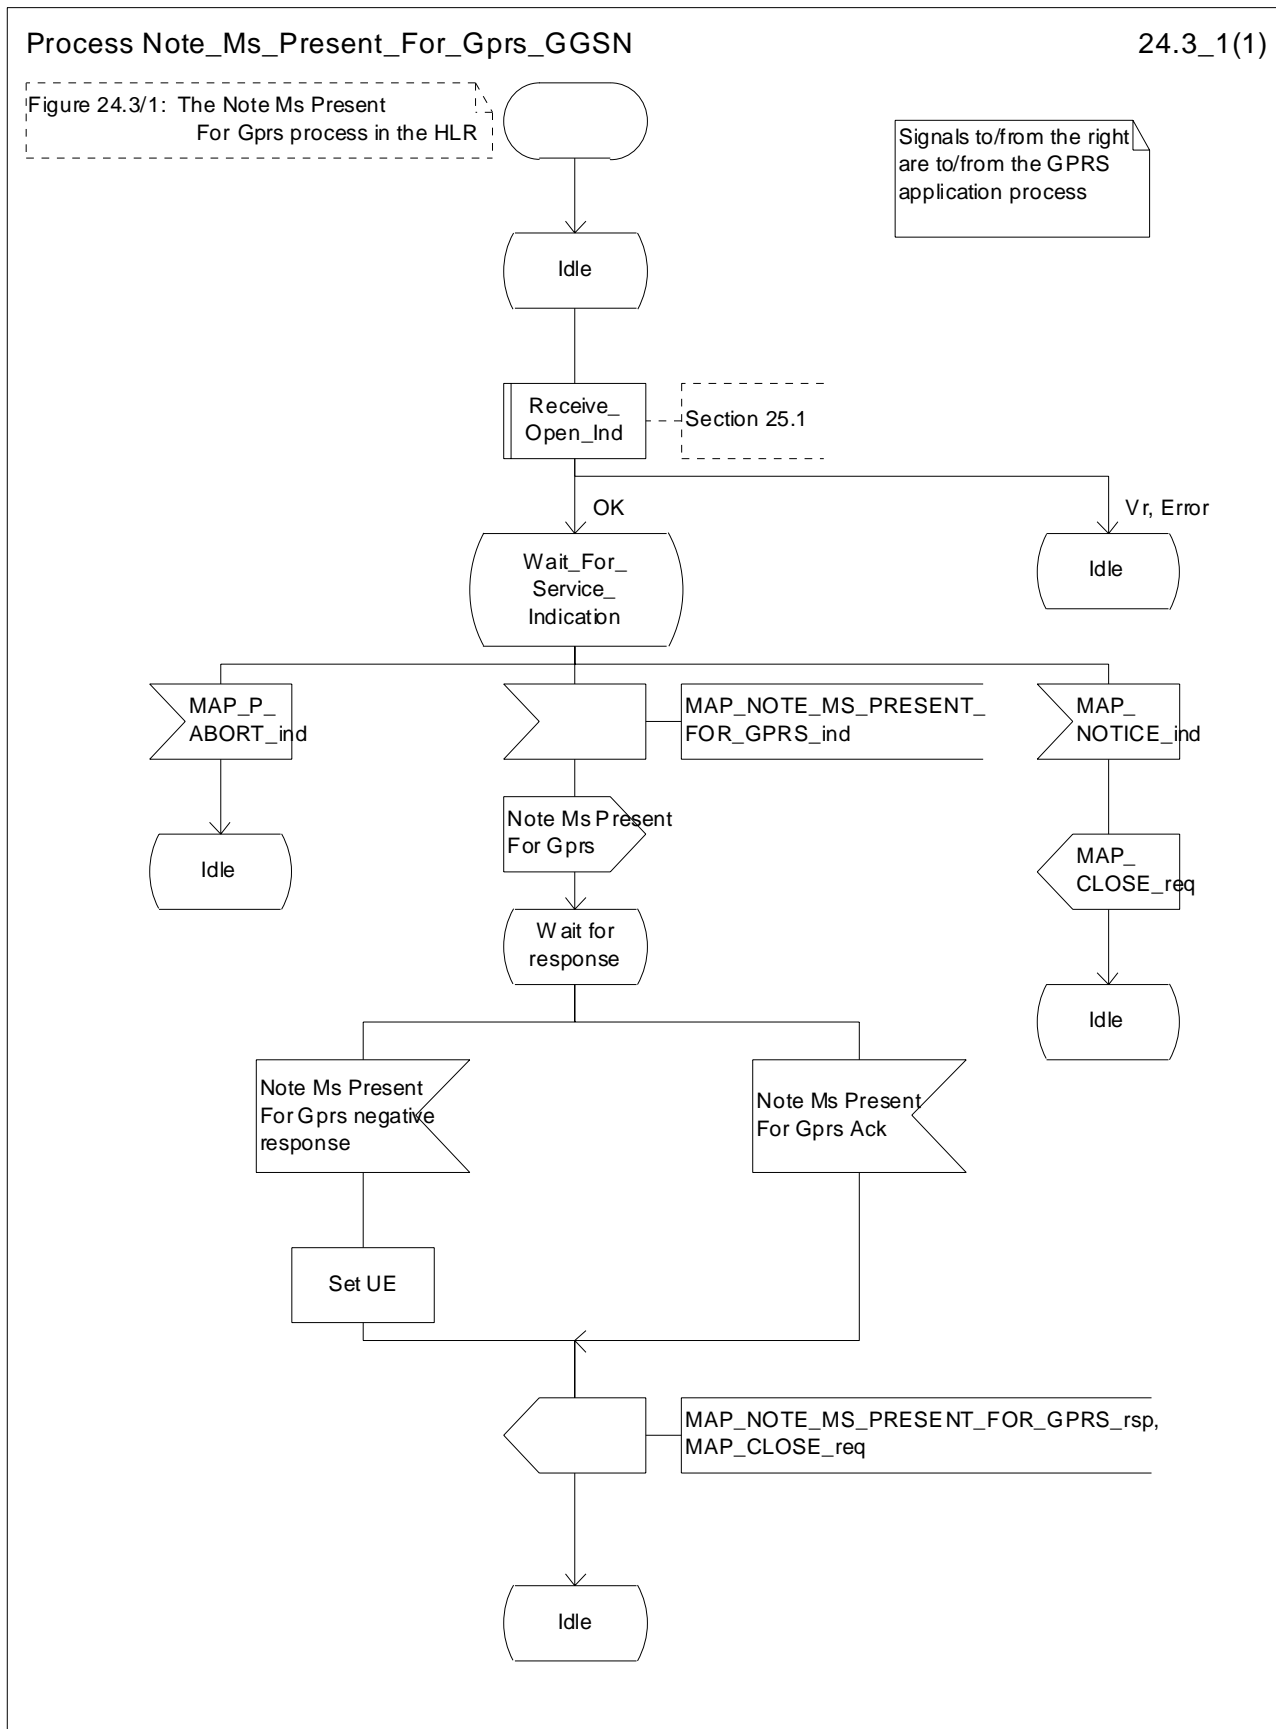 Process Note_Ms_Present_For_Gprs_GGSN
24.3_1(1)
Figure 24.3/1: The Note Ms Present
For Gprs process in the HLR
Signals to/from the right
are to/from the GPRS
application process
Idle
Receive_
Open_Ind
Section 25.1
OK
Vr, Error
Wait_For_
Service_
Indication
Idle
MAP_P_
ABORT_ind
MAP_NOTE_MS_PRESENT_
FOR_GPRS_ind
MAP_
NOTICE_ind
Note Ms Present
For Gprs
Idle
MAP_
CLOSE_req
Wait for
response
Idle
Note Ms Present
For Gprs negative
response
Note Ms Present
For Gprs Ack
Set UE
MAP_NOTE_MS_PRESENT_FOR_GPRS_rsp,
MAP_CLOSE_req
Idle